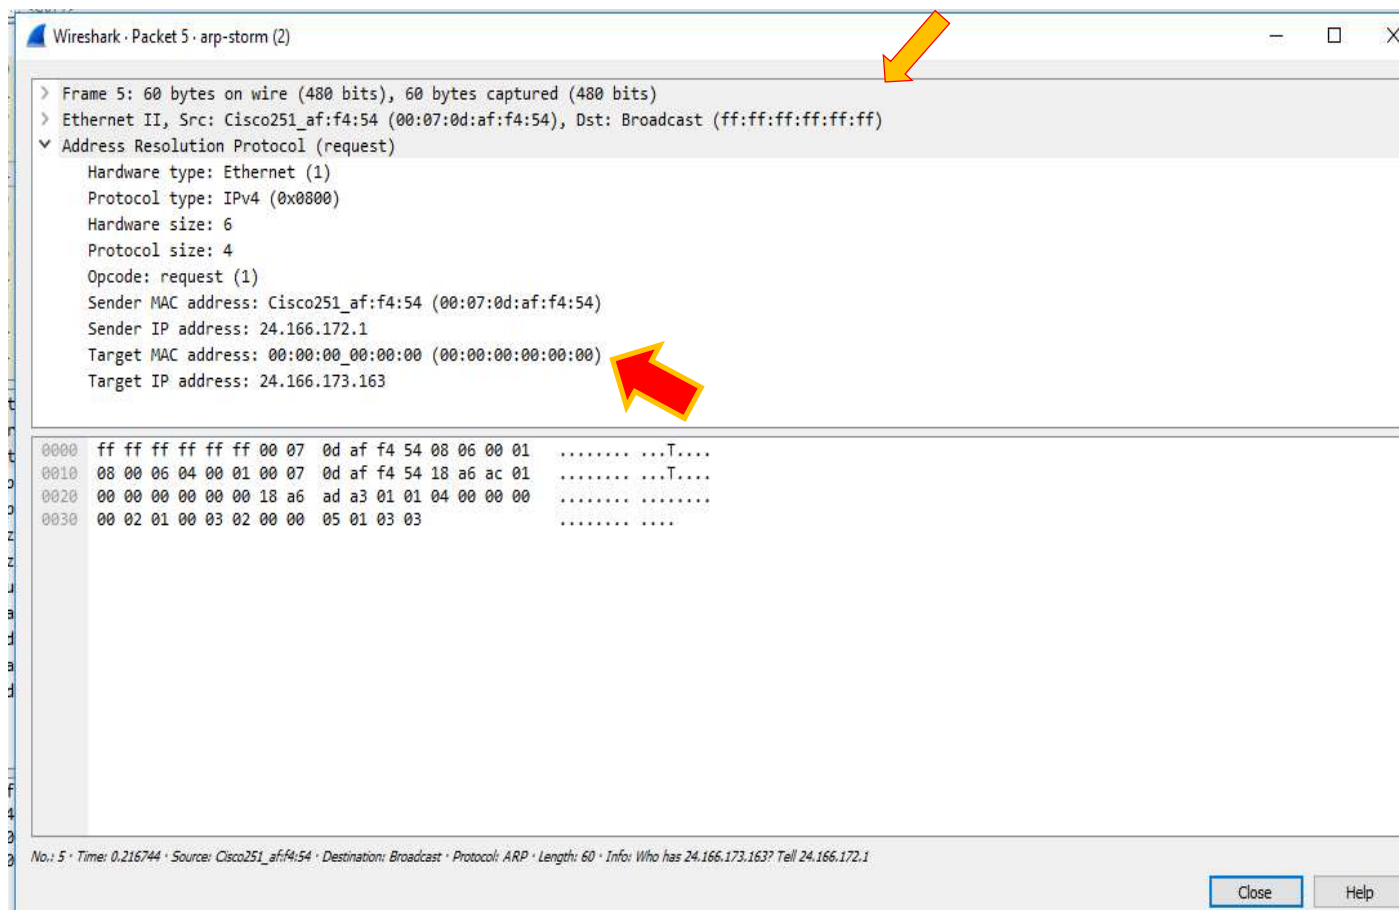 Wireshark · Packet 5 · arp-storm (2)
Frame 5: 60 bytes on wire (480 bits), 60 bytes captured (480 bits)
Ethernet II, Src: Cisco251_af:f4:54 (00:07:0d:af:f4:54), Dst: Broadcast (ff:ff:ff:ff:ff:ff)
Address Resolution Protocol (request)
Hardware type: Ethernet (1)
Protocol type: IPv4 (0x0800)
Hardware size: 6
Protocol size: 4
Opcode: request (1)
Sender MAC address: Cisco251_af:f4:54 (00:07:0d:af:f4:54)
Sender IP address: 24.166.172.1
Target MAC address: 00:00:00_00:00:00 (00:00:00:00:00:00)
Target IP address: 24.166.173.163
0000 ff ff ff ff ff ff 00 07 0d af f4 54 08 06 00 01 ........ ...T....
0010 08 00 06 04 00 01 00 07 0d af f4 54 18 a6 ac 01 ........ ...T....
0020 00 00 00 00 00 00 18 a6 ad a3 01 01 04 00 00 00 ........ ........
0030 00 02 01 00 03 02 00 00 05 01 03 03 ........ ....
No.: 5 · Time: 0.216744 · Source: Cisco251_af:f4:54 · Destination: Broadcast · Protocol: ARP · Length: 60 · Info: Who has 24.166.173.163? Tell 24.166.172.1
Close Help